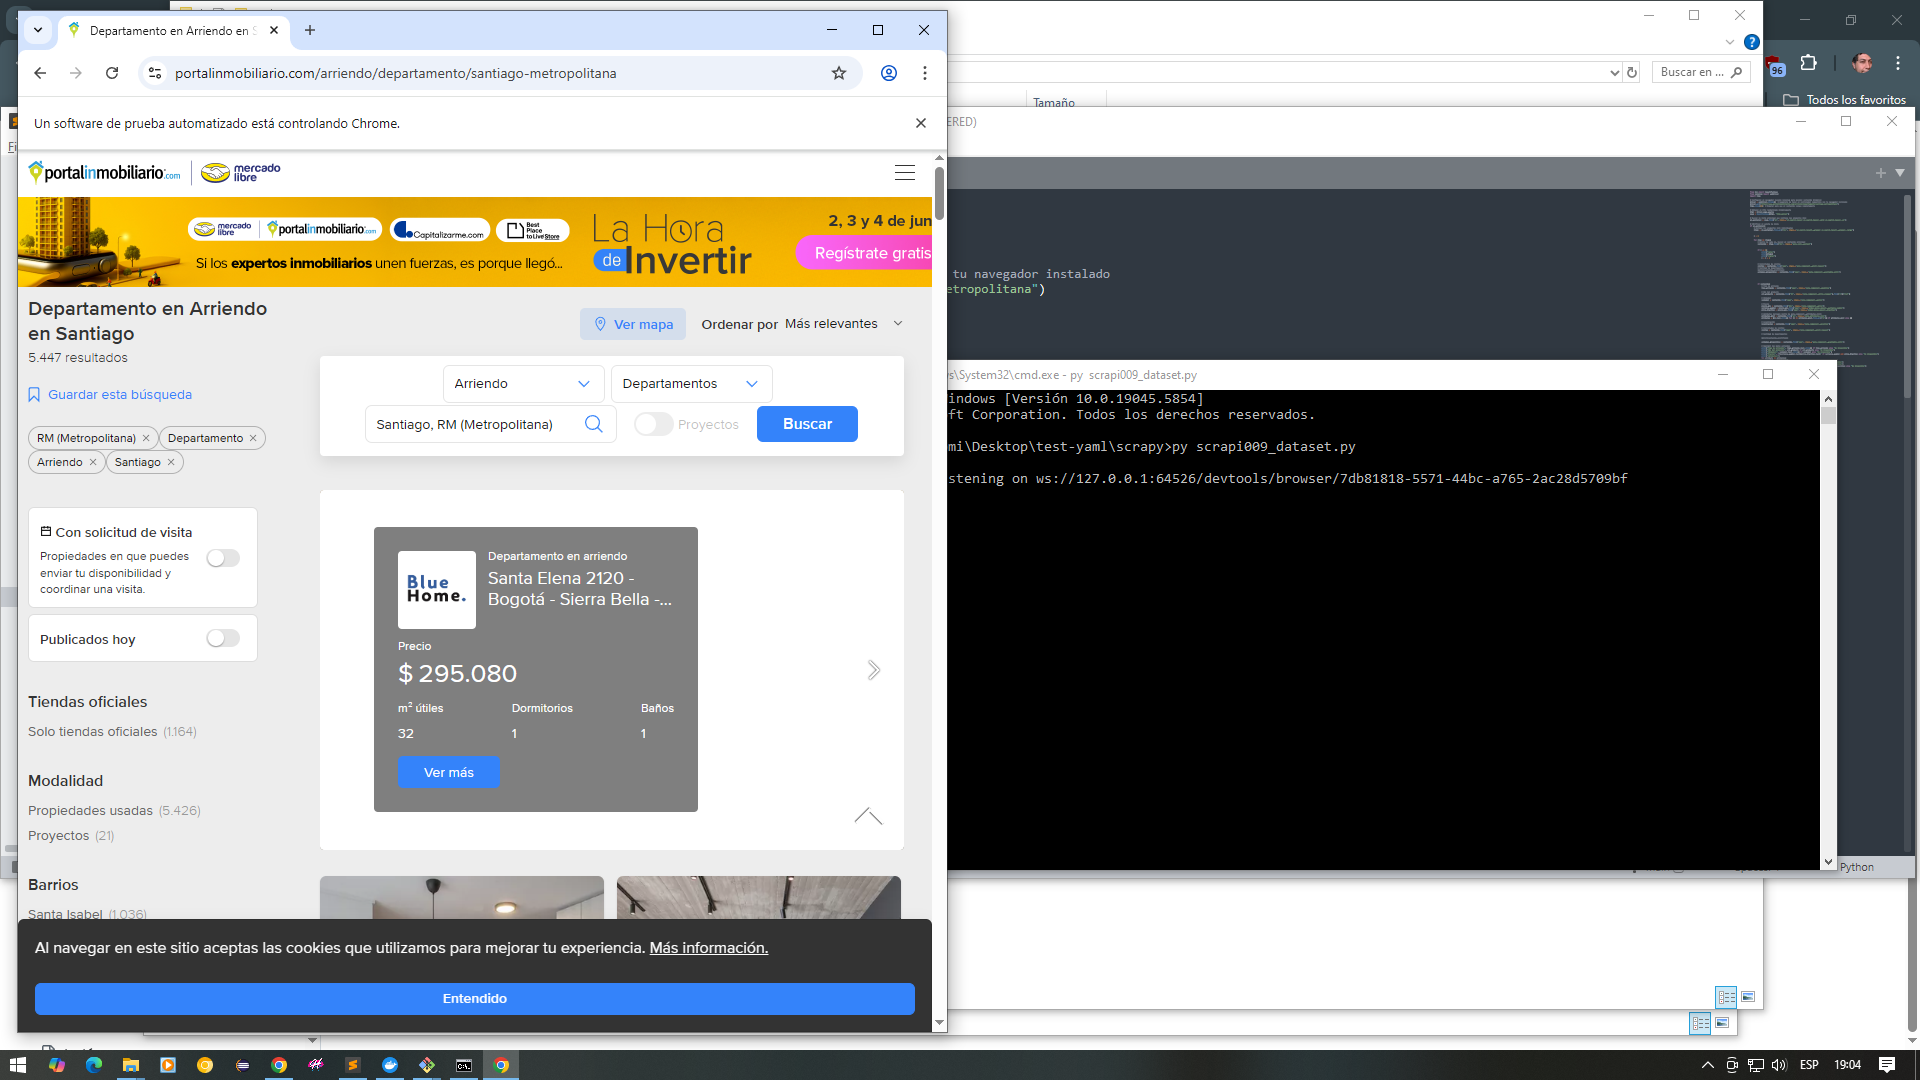 Departamento en Arriendo en S
portalinmobiliario.com/arriendo/departamento/santiago-metropolitana
Un software de prueba automatizado está controlando Chrome.
portalinmobiliario.com
mercado libre
mercado libre
portalinmobiliario.com
Capitalizarme.com
Best Place to Live Store
Si los expertos inmobiliarios unen fuerzas, es porque llegó...
La Hora
de Invertir
2, 3 y 4 de jun
Regístrate gratis
Departamento en Arriendo
en Santiago
5.447 resultados
Ver mapa
Ordenar por Más relevantes
Guardar esta búsqueda
RM (Metropolitana)
Departamento
Arriendo
Santiago
Arriendo
Departamentos
Santiago, RM (Metropolitana)
Proyectos
Buscar
Con solicitud de visita
Propiedades en que puedes
enviar tu disponibilidad y
coordinar una visita.
Publicados hoy
Tiendas oficiales
Solo tiendas oficiales (1.164)
Modalidad
Propiedades usadas (5.426)
Proyectos (21)
Barrios
Santa Isabel (1.036)
Blue
Home.
Departamento en arriendo
Santa Elena 2120 -
Bogotá - Sierra Bella -...
Precio
$ 295.080
m² útiles Dormitorios Baños
32 1 1
Ver más
Al navegar en este sitio aceptas las cookies que utilizamos para mejorar tu experiencia. Más información.
Entendido
Buscar en ...
Tamaño
96
Todos los favoritos
ERED)
Fi
tu navegador instalado
etropolitana")
s\System32\cmd.exe - py scrapi009_dataset.py
indows [Versión 10.0.19045.5854]
ft Corporation. Todos los derechos reservados.
mi\Desktop\test-yaml\scrapy>py scrapi009_dataset.py
stening on ws://127.0.0.1:64526/devtools/browser/7db81818-5571-44bc-a765-2ac28d5709bf
Python
ESP
19:04